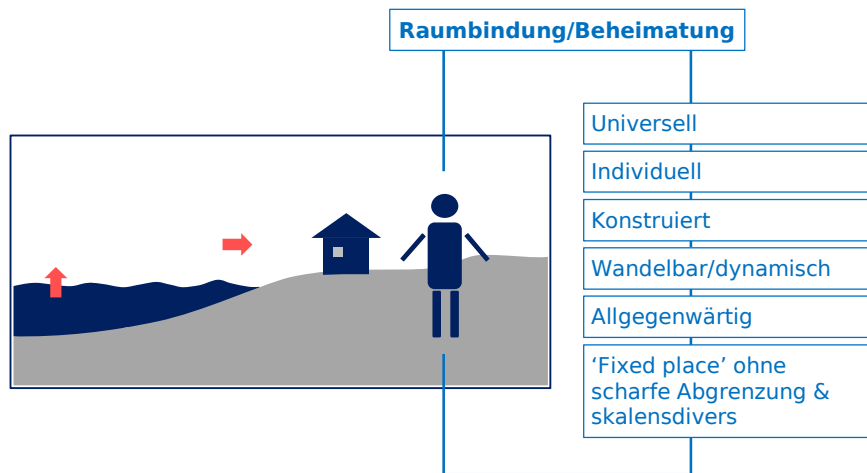 Raumbindung/Beheimatung
Universell
Individuell
Konstruiert
Wandelbar/dynamisch
Allgegenwärtig
‘Fixed place’ ohne
scharfe Abgrenzung &
skalensdivers